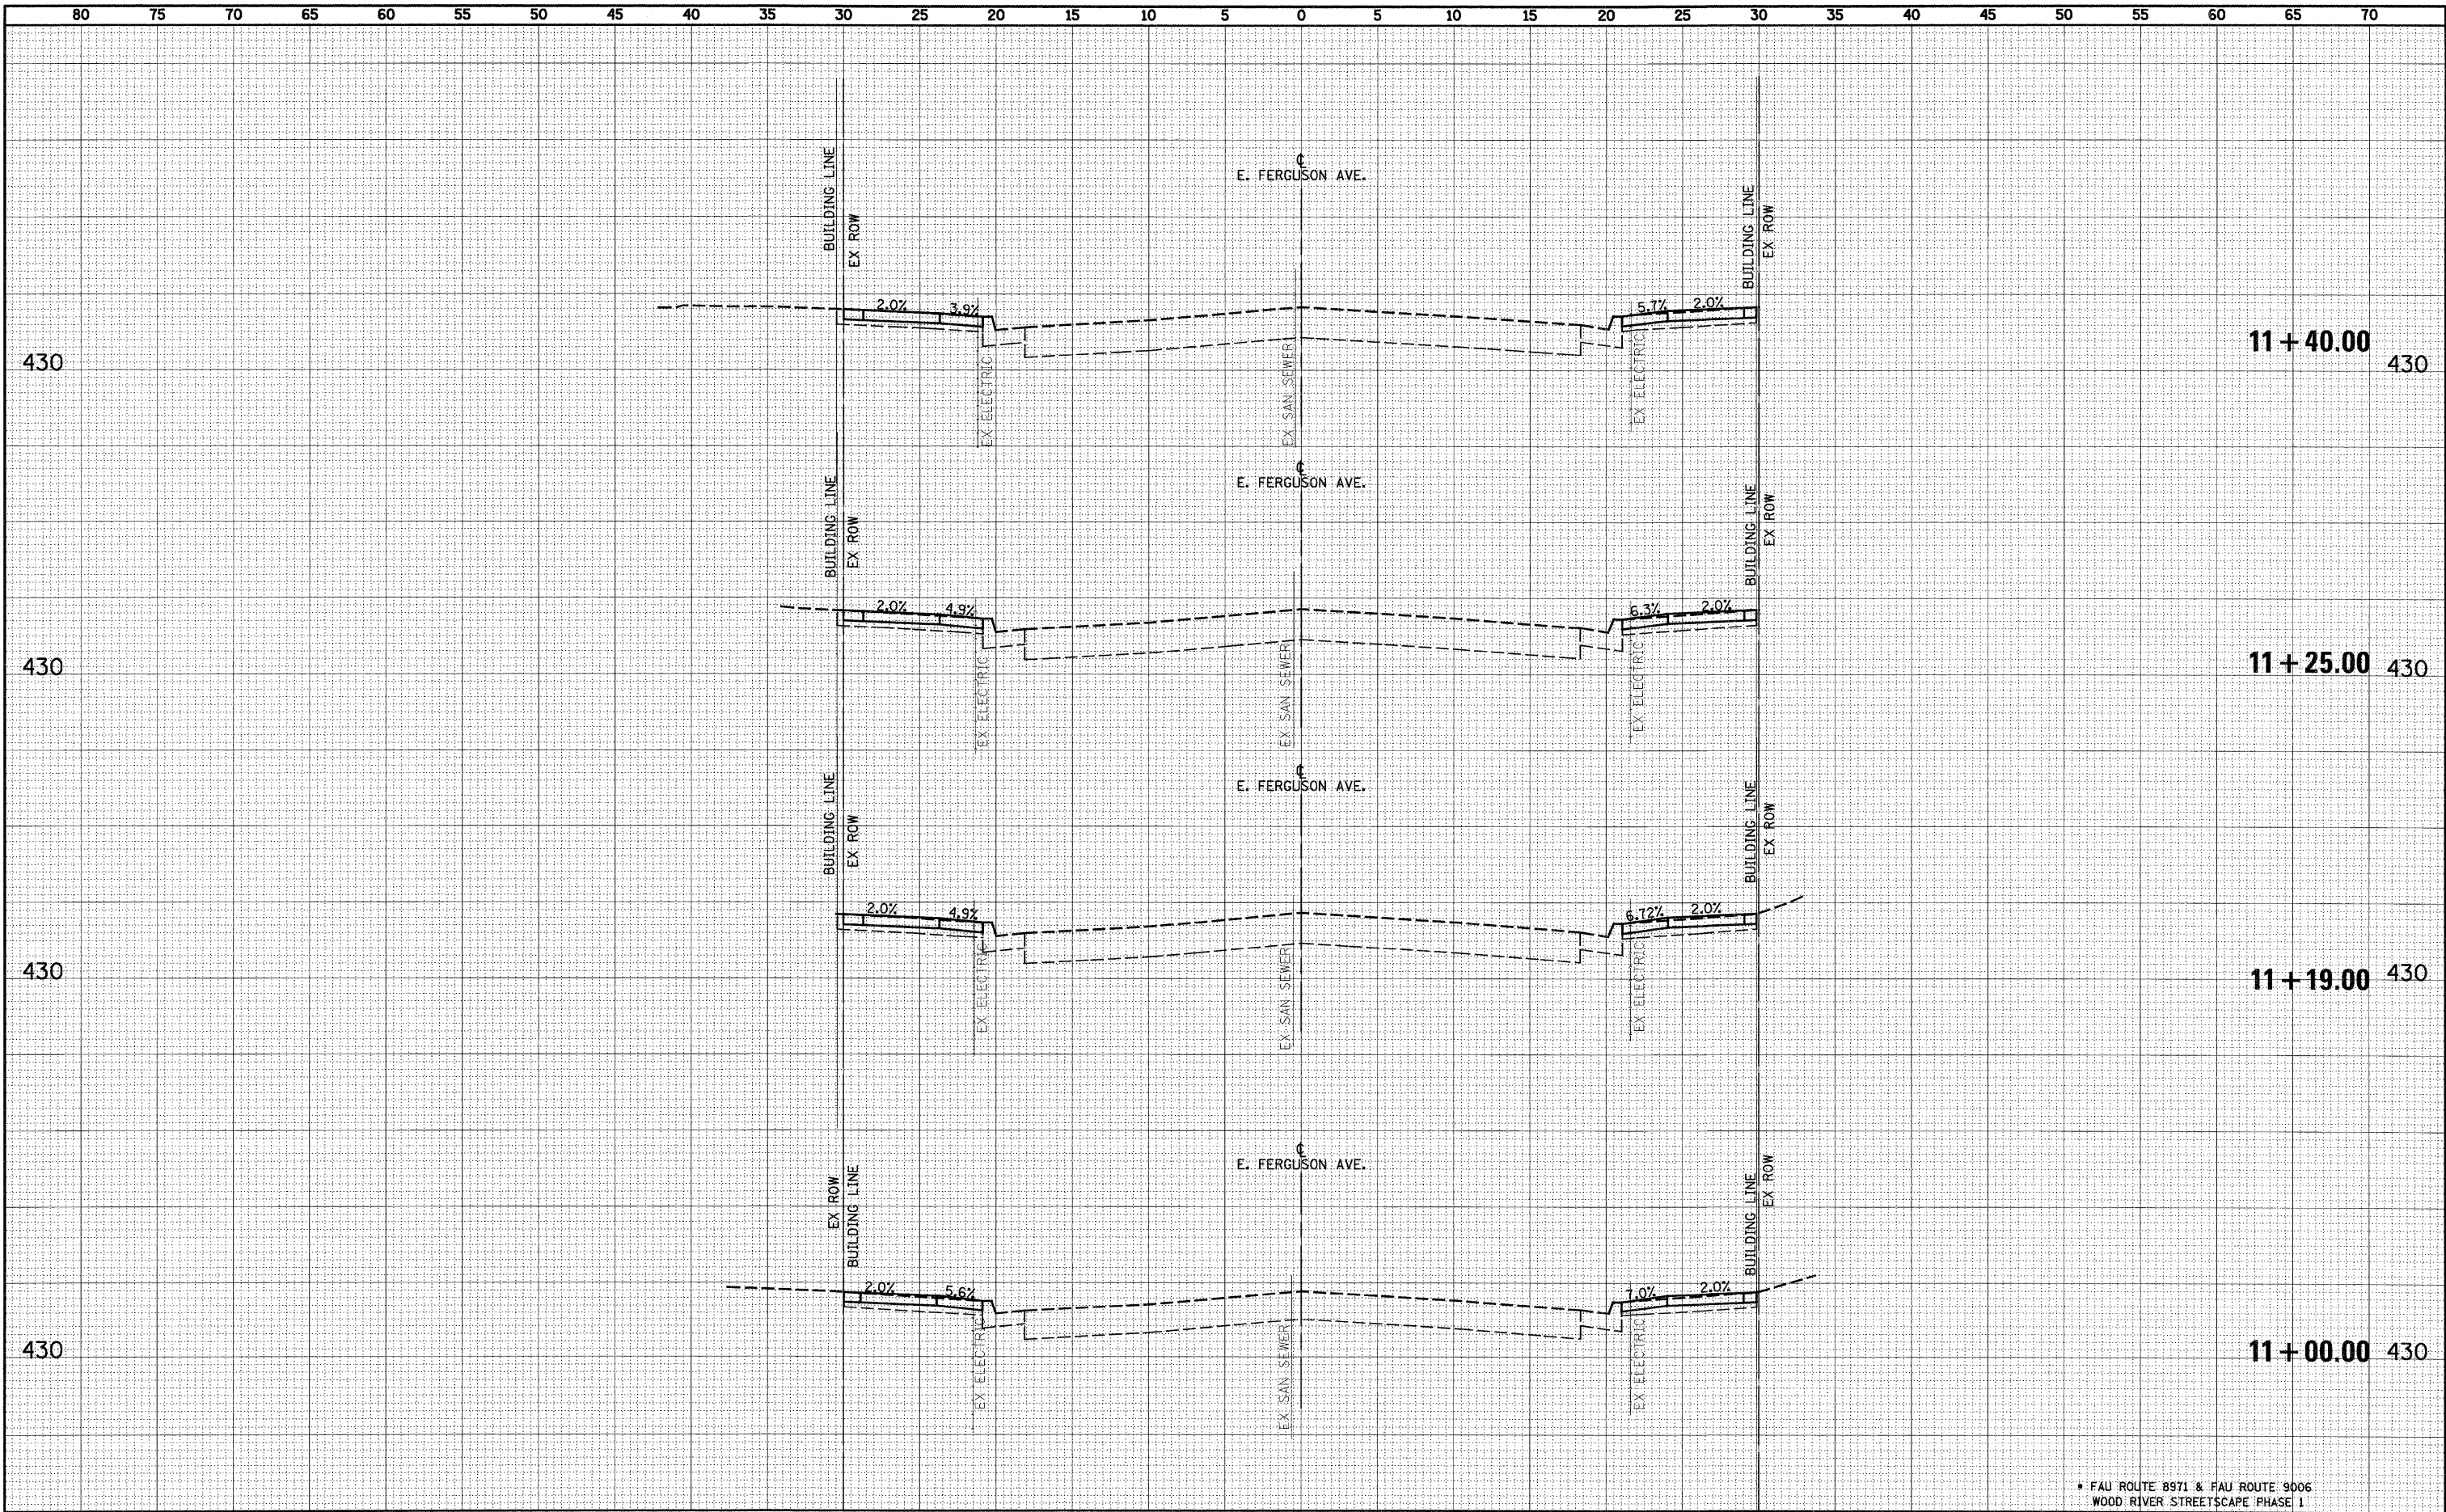 80 75 70 65 60 55 50 45 40 35 30 25 20 15 10 5 0 5 10 15 20 25 30 35 40 45 50 55 60 65 70
BUILDING LINE
EX ROW
℄
E. FERGUSON AVE.
BUILDING LINE
EX ROW
2.0% 3.9% 5.7% 2.0%
430
EX ELECTRIC
EX SAN SEWER
EX ELECTRIC
11+40.00 430
BUILDING LINE
EX ROW
℄
E. FERGUSON AVE.
BUILDING LINE
EX ROW
2.0% 4.9% 6.3% 2.0%
430
EX ELECTRIC
EX SAN SEWER
EX ELECTRIC
11+25.00 430
BUILDING LINE
EX ROW
℄
E. FERGUSON AVE.
BUILDING LINE
EX ROW
2.0% 4.9% 6.72% 2.0%
430
EX ELECTRIC
EX SAN SEWER
EX ELECTRIC
11+19.00 430
EX ROW
BUILDING LINE
℄
E. FERGUSON AVE.
BUILDING LINE
EX ROW
2.0% 5.6% 7.0% 2.0%
430
EX ELECTRIC
EX SAN SEWER
EX ELECTRIC
11+00.00 430
* FAU ROUTE 8971 & FAU ROUTE 9006
WOOD RIVER STREETSCAPE PHASE 1